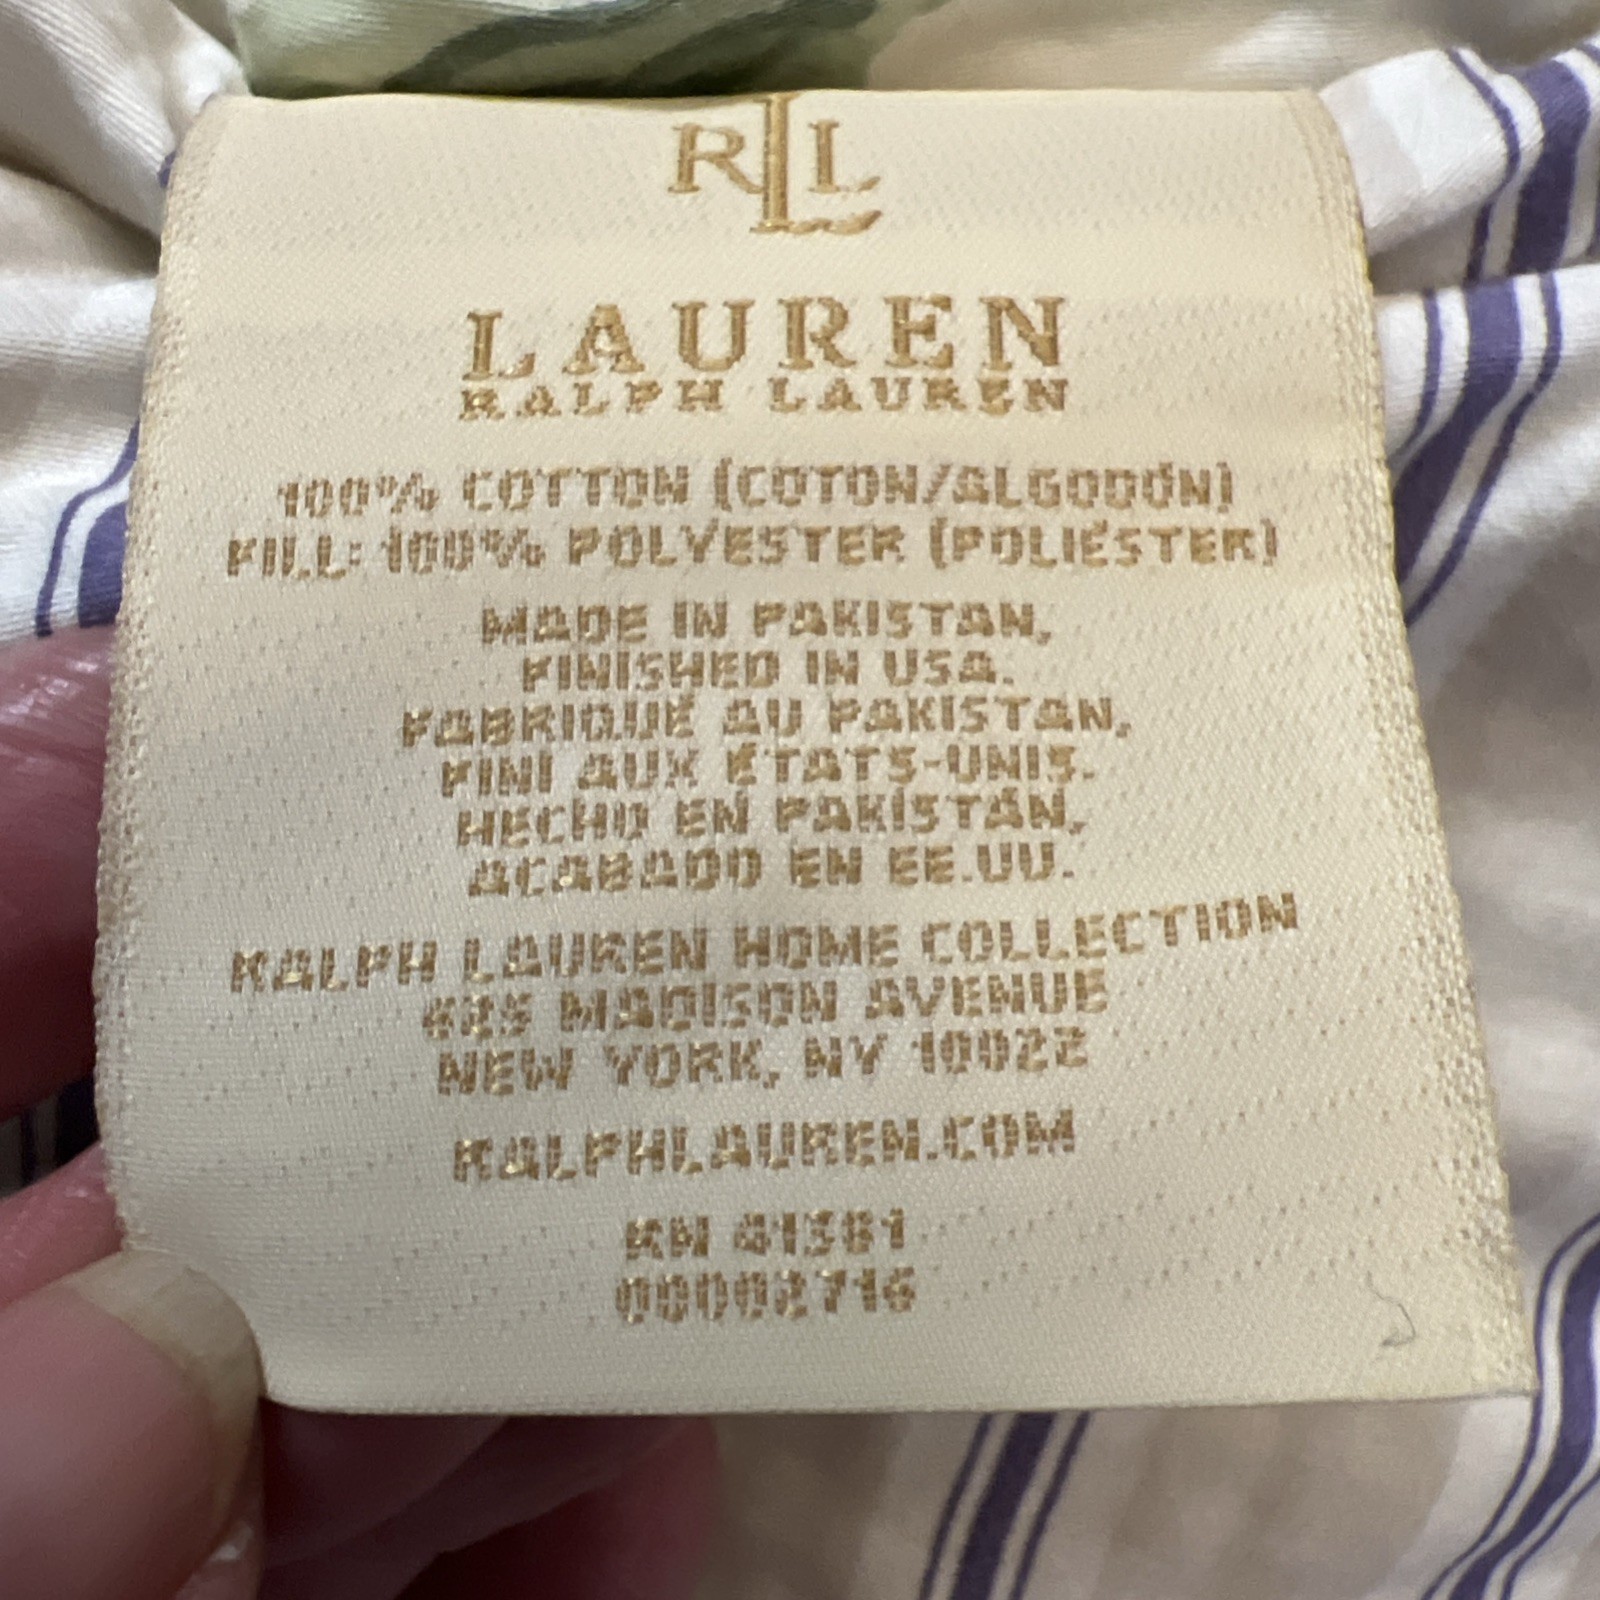 RLL
LAUREN
RALPH LAUREN
100% COTTON (COTON/ALGODÓN)
FILL: 100% POLYESTER (POLIÉSTER)
MADE IN PAKISTAN,
FINISHED IN USA.
FABRIQUÉ AU PAKISTAN,
FINI AUX ÉTATS-UNIS.
HECHO EN PAKISTÁN,
ACABADO EN EE.UU.
RALPH LAUREN HOME COLLECTION
625 MADISON AVENUE
NEW YORK, NY 10022
RALPHLAUREN.COM
RN 41381
00002716